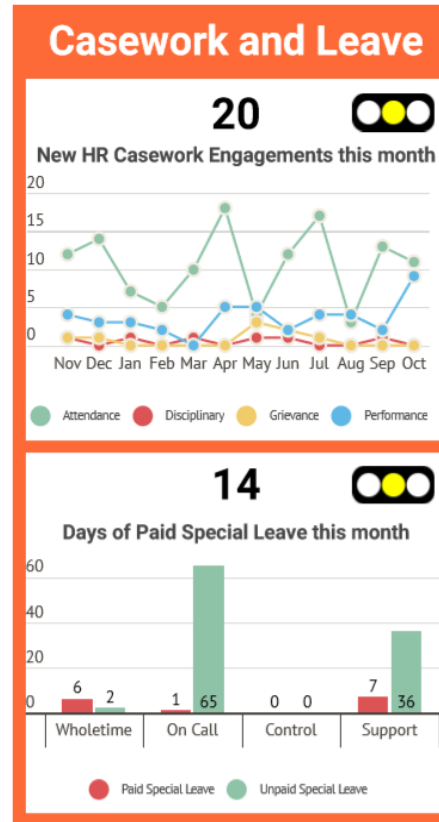 Casework and Leave
20
New HR Casework Engagements this month
20
15
10
5
0
Nov Dec Jan Feb Mar Apr May Jun Jul Aug Sep Oct
Attendance Disciplinary Grievance Performance
14
Days of Paid Special Leave this month
60
40
20
0
6 2 1 65 0 0 7 36
Wholetime On Call Control Support
Paid Special Leave Unpaid Special Leave